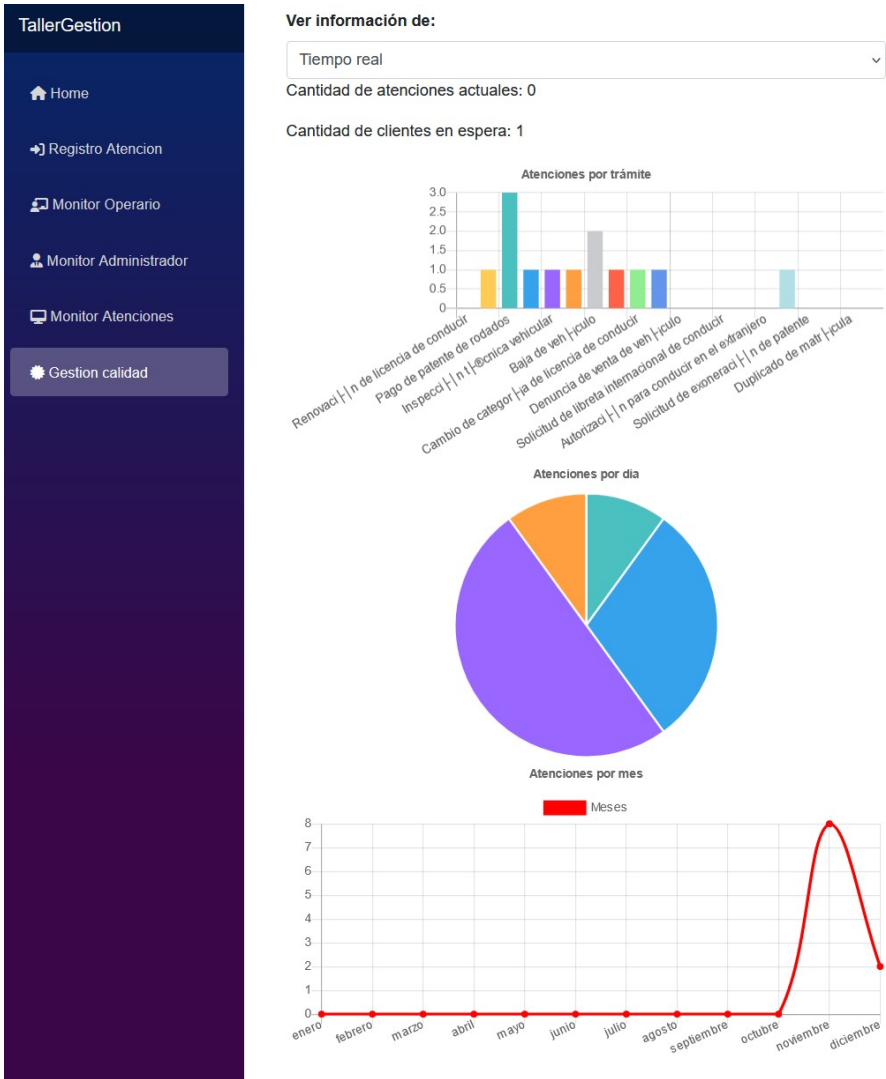 TallerGestion
Home
Registro Atencion
Monitor Operario
Monitor Administrador
Monitor Atenciones
Gestion calidad
Ver información de:
Tiempo real
Cantidad de atenciones actuales: 0
Cantidad de clientes en espera: 1
Atenciones por trámite
3.0
2.5
2.0
1.5
1.0
0.5
0
Renovaci├│n de licencia de conducir
Pago de patente de rodados
Inspecci├│n t├®cnica vehicular
Baja de veh├¡culo
Cambio de categor├¡a de licencia de conducir
Denuncia de venta de veh├¡culo
Solicitud de libreta internacional de conducir
Autorizaci├│n para conducir en el extranjero
Solicitud de exoneraci├│n de patente
Duplicado de matr├¡cula
Atenciones por dia
Atenciones por mes
Meses
8
7
6
5
4
3
2
1
0
enero
febrero
marzo
abril
mayo
junio
julio
agosto
septiembre
octubre
noviembre
diciembre